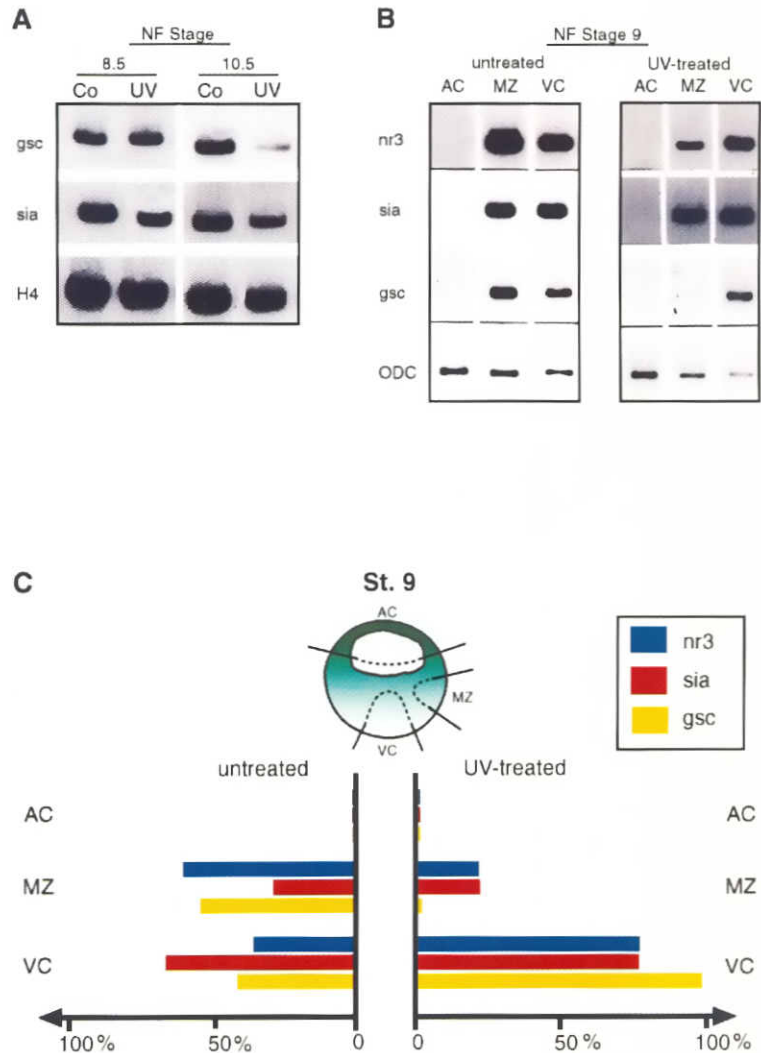 A
NF Stage
8.5 10.5
Co UV Co UV
gsc
sia
H4
B
NF Stage 9
untreated UV-treated
AC MZ VC AC MZ VC
nr3
sia
gsc
ODC
C
St. 9
AC
MZ
VC
nr3
sia
gsc
untreated UV-treated
AC AC
MZ MZ
VC VC
100% 50% 0 0 50% 100%